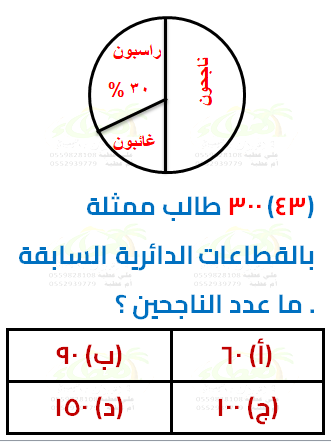 راسبون
٣٠ %
ناجحون
غائبون
(٤٣) ٣٠٠ طالب ممثلة
بالقطاعات الدائرية السابقة
. ما عدد الناجحين ؟
(أ) ٦٠
(ب) ٩٠
(ج) ١٠٠
(د) ١٥٠